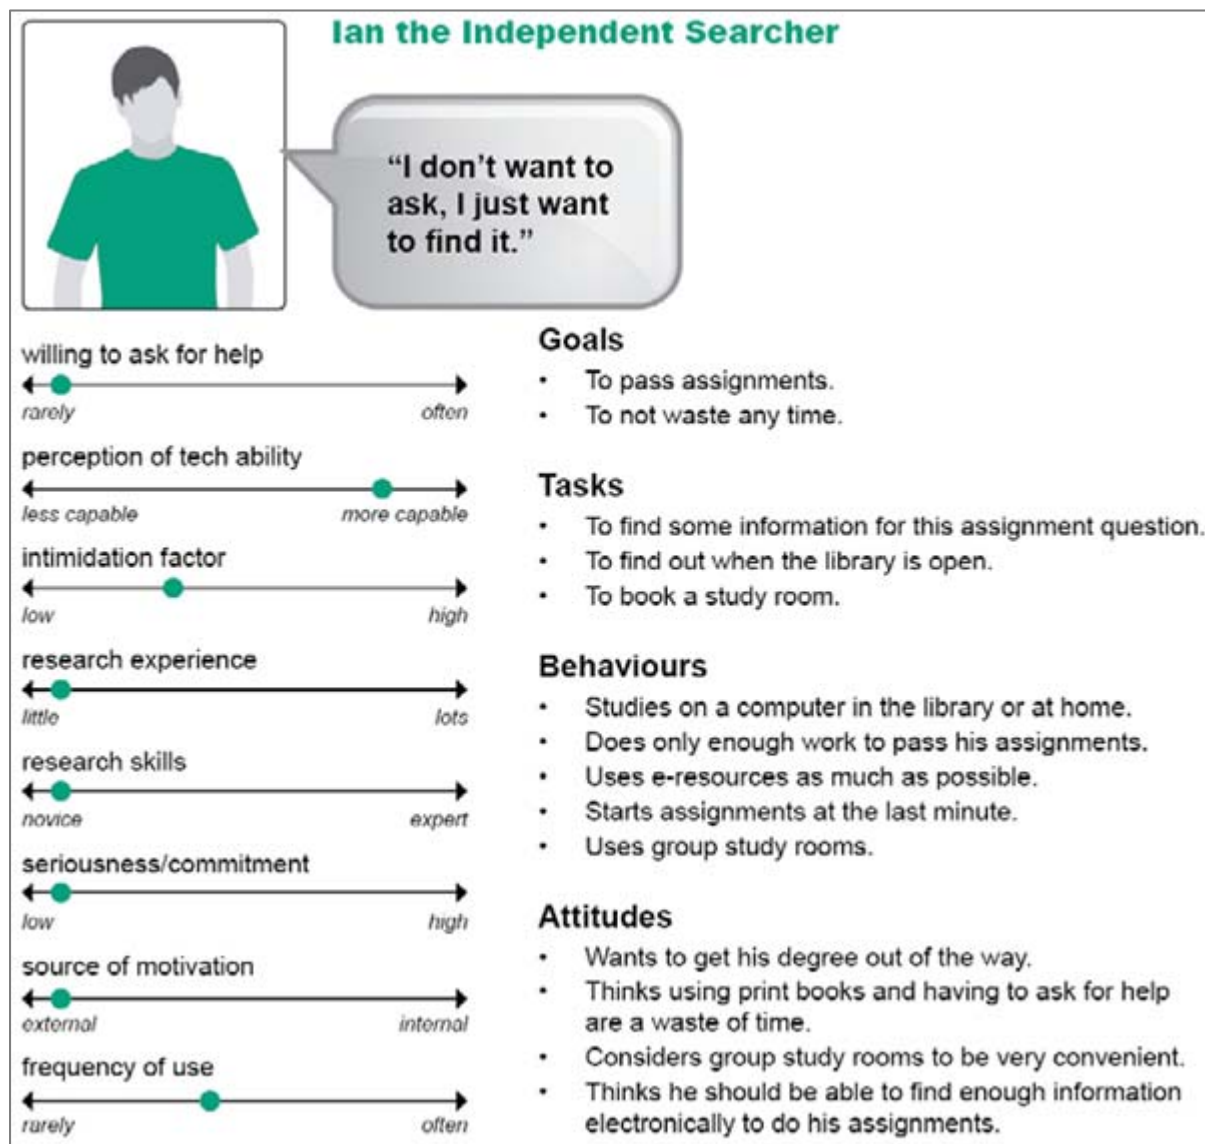 Ian the Independent Searcher
“I don’t want to
ask, I just want
to find it.”
willing to ask for help
rarely often
perception of tech ability
less capable more capable
intimidation factor
low high
research experience
little lots
research skills
novice expert
seriousness/commitment
low high
source of motivation
external internal
frequency of use
rarely often
Goals
• To pass assignments.
• To not waste any time.
Tasks
• To find some information for this assignment question.
• To find out when the library is open.
• To book a study room.
Behaviours
• Studies on a computer in the library or at home.
• Does only enough work to pass his assignments.
• Uses e-resources as much as possible.
• Starts assignments at the last minute.
• Uses group study rooms.
Attitudes
• Wants to get his degree out of the way.
• Thinks using print books and having to ask for help
are a waste of time.
• Considers group study rooms to be very convenient.
• Thinks he should be able to find enough information
electronically to do his assignments.